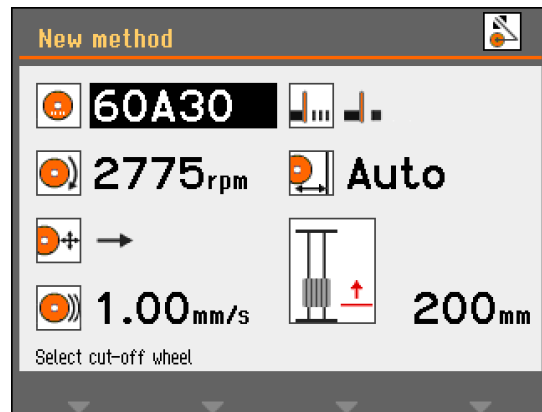 New method
60A30
2775rpm Auto
1.00mm/s 200mm
Select cut-off wheel